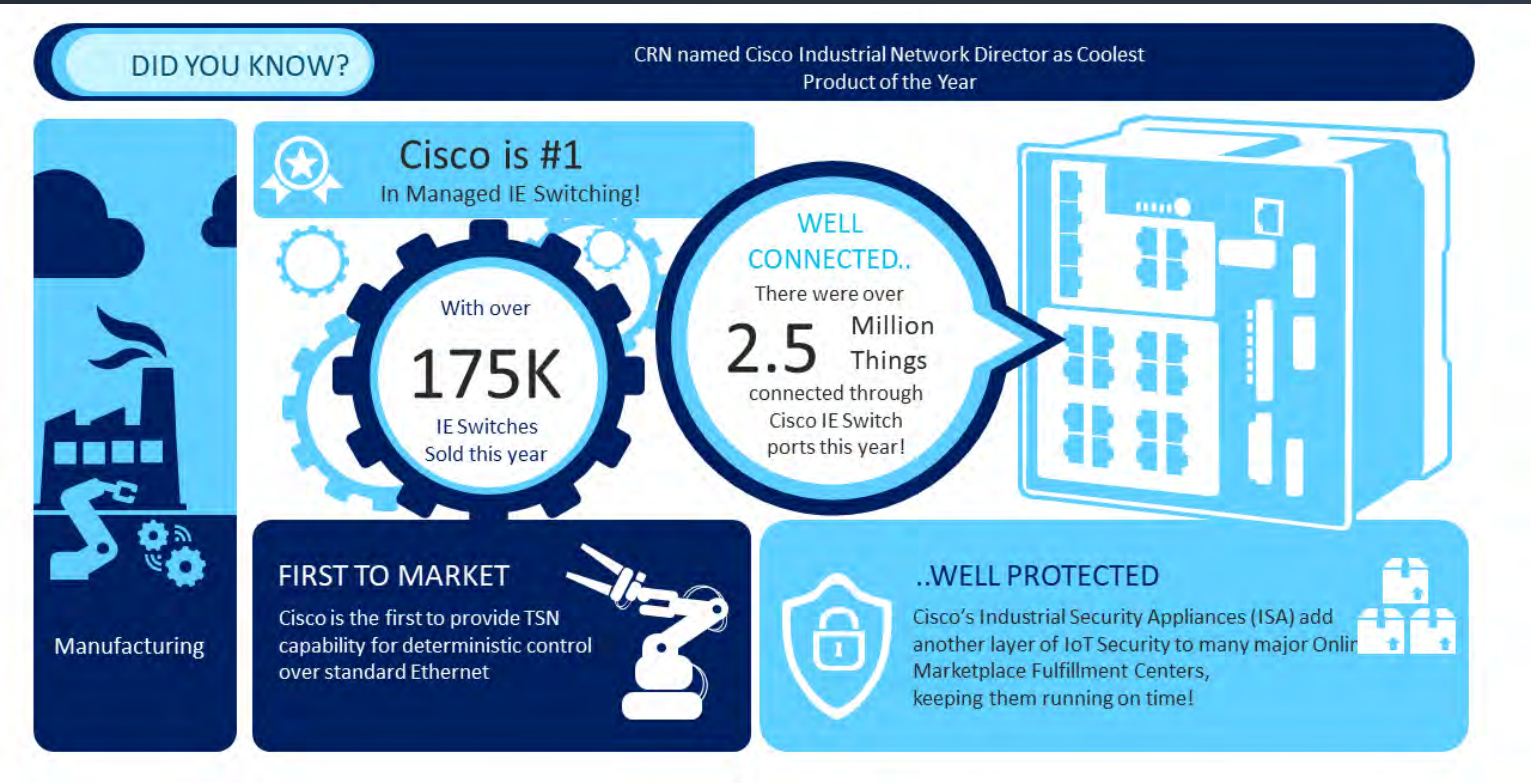 DID YOU KNOW?
CRN named Cisco Industrial Network Director as Coolest
Product of the Year
Cisco is #1
In Managed IE Switching!
With over
175K
IE Switches
Sold this year
WELL
CONNECTED..
There were over
2.5 Million
Things
connected through
Cisco IE Switch
ports this year!
Manufacturing
FIRST TO MARKET
Cisco is the first to provide TSN
capability for deterministic control
over standard Ethernet
..WELL PROTECTED
Cisco's Industrial Security Appliances (ISA) add
another layer of IoT Security to many major Onlin
Marketplace Fulfillment Centers,
keeping them running on time!
1